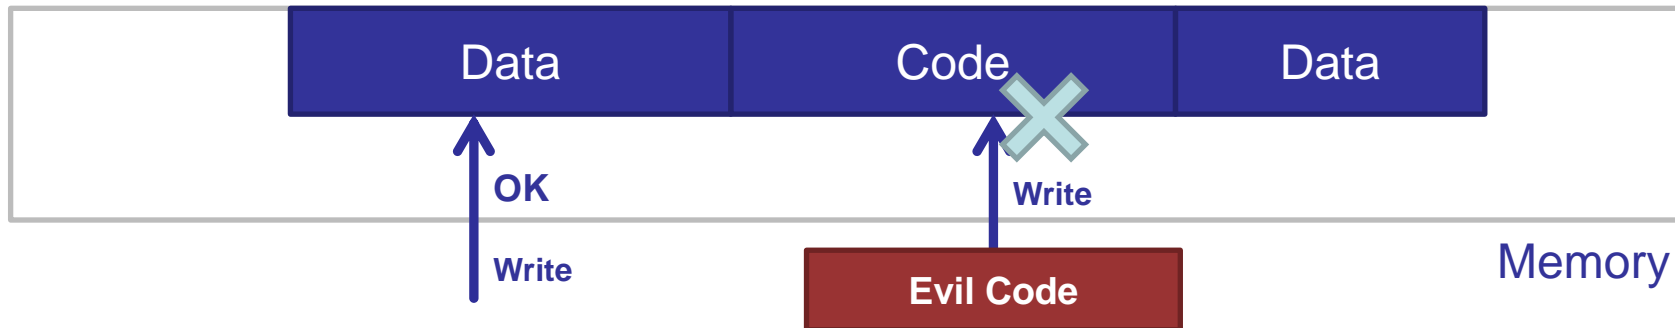 Data Code Data
OK
Write
Write
Evil Code
Memory